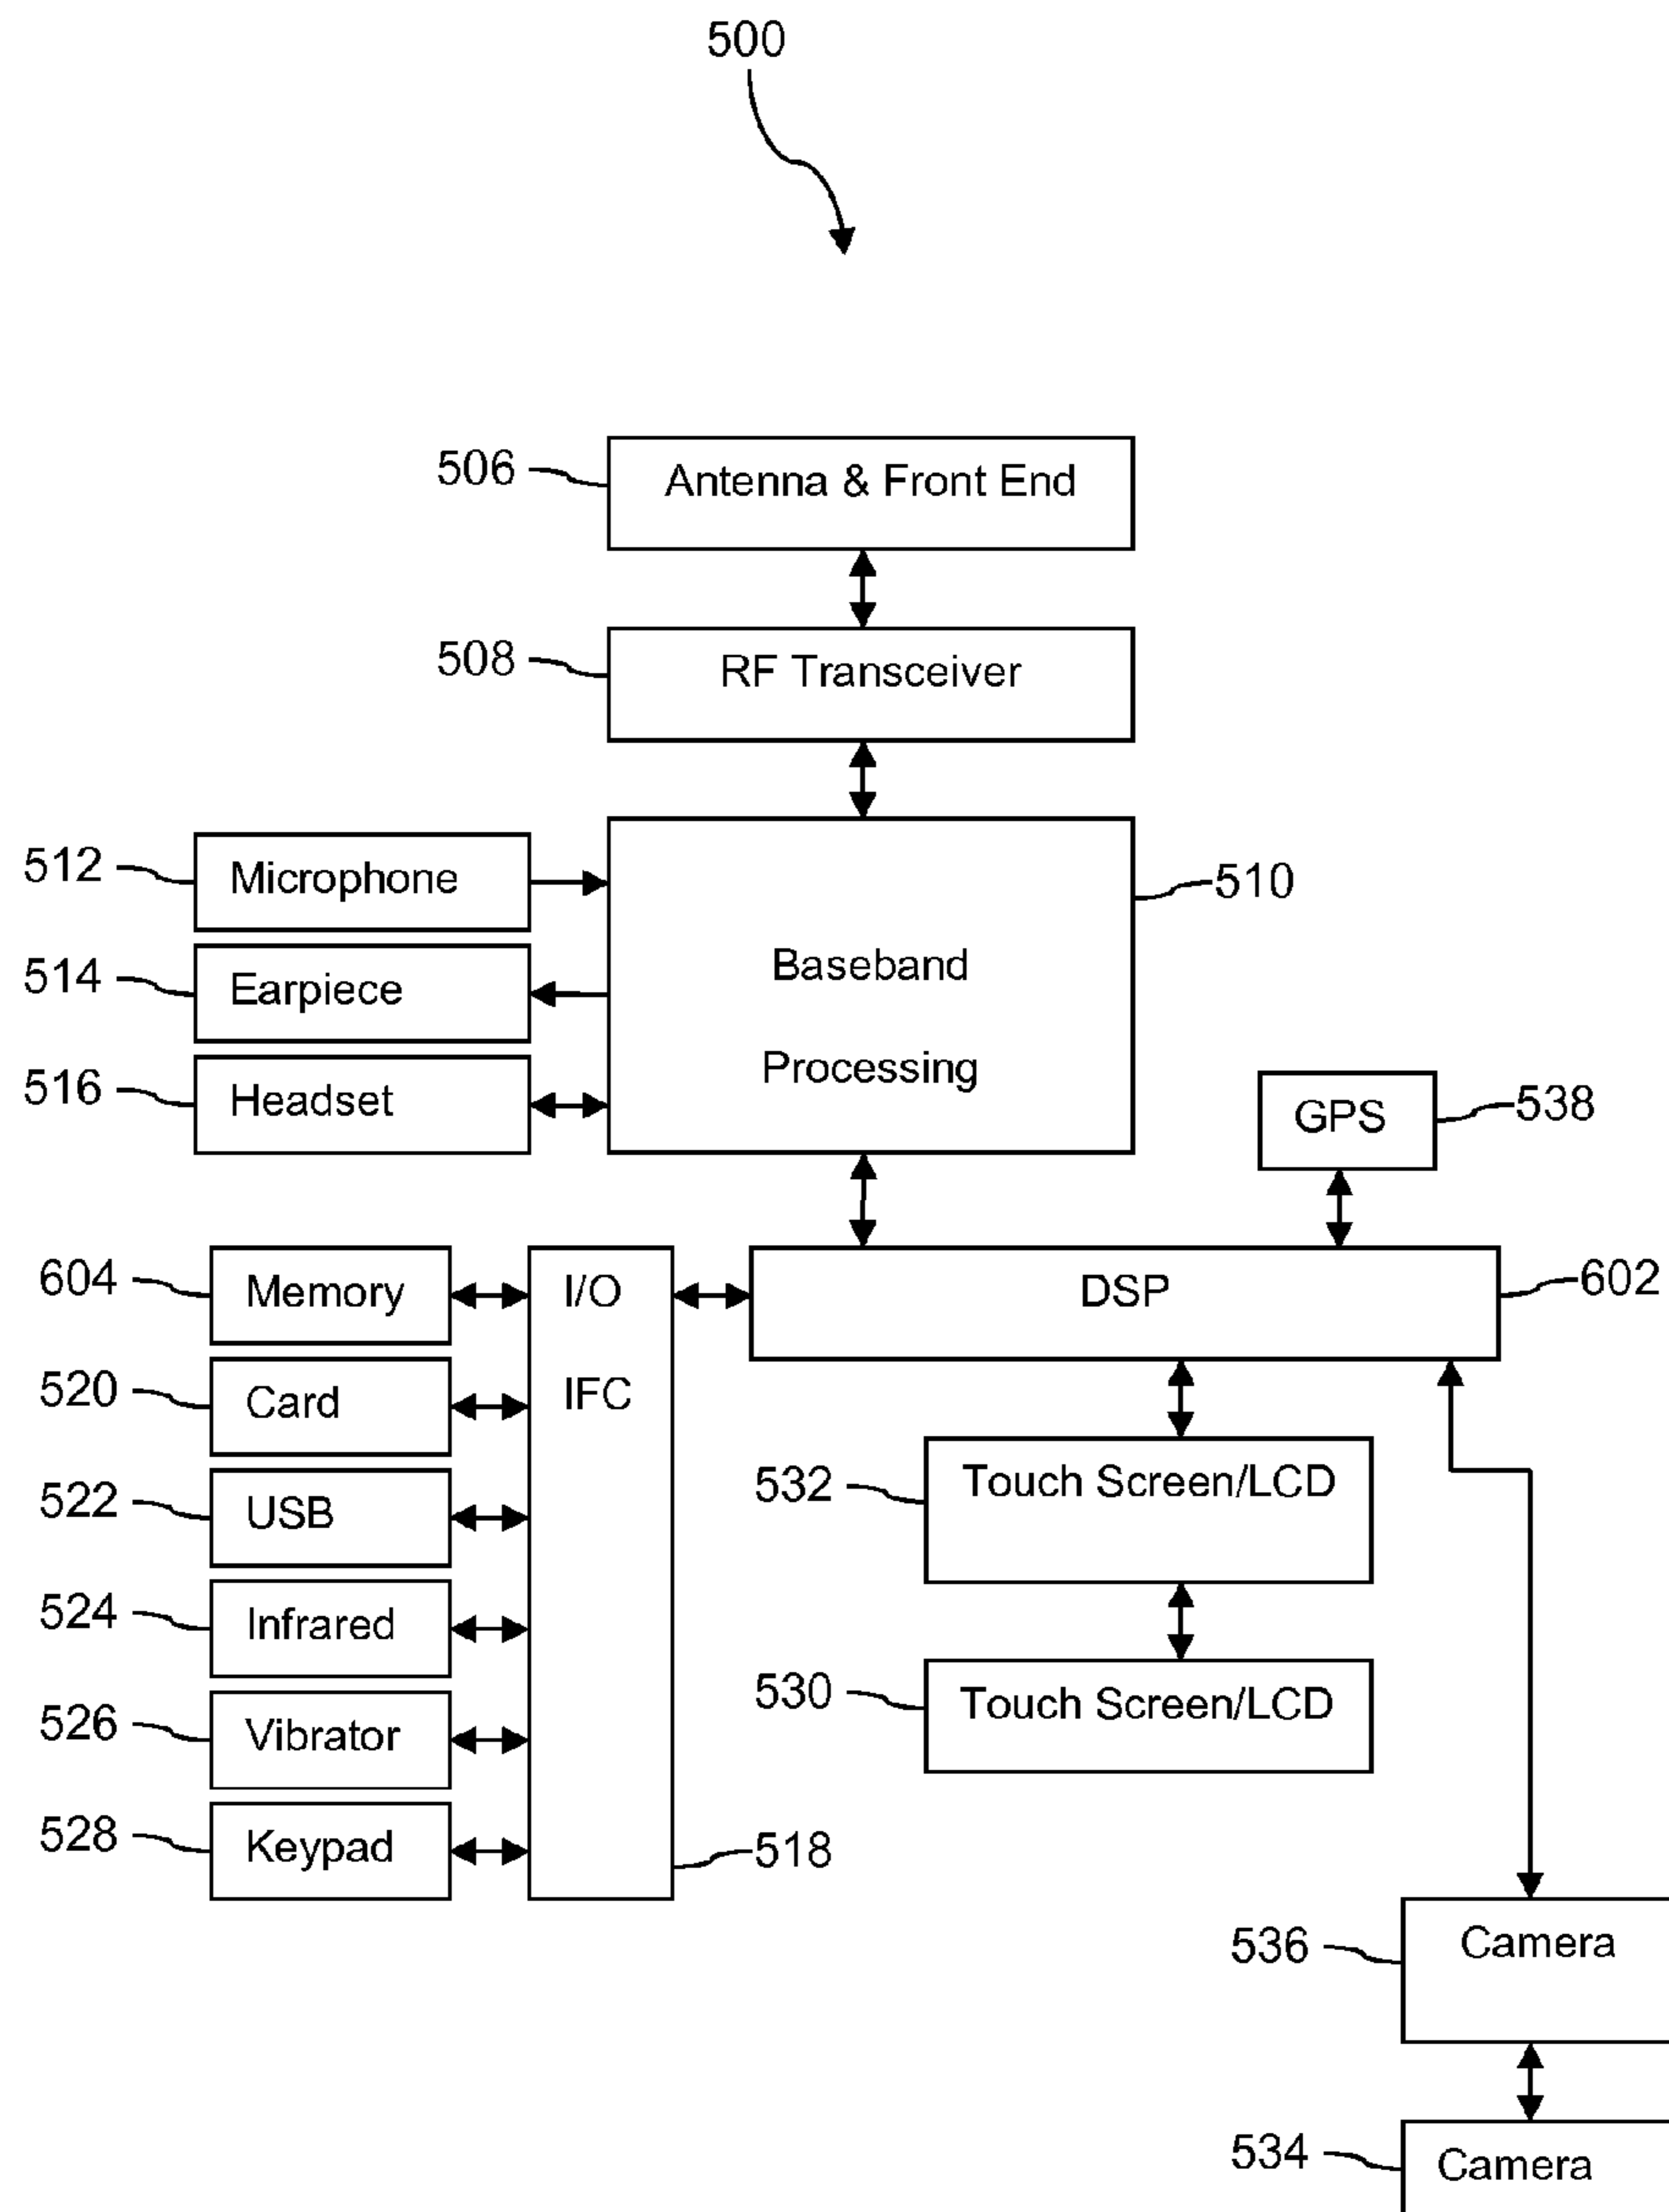 500
506
Antenna & Front End
508
RF Transceiver
512
Microphone
510
514
Earpiece
Baseband
Processing
516
Headset
GPS
538
604
Memory
I/O
IFC
DSP
602
520
Card
522
USB
532
Touch Screen/LCD
524
Infrared
526
Vibrator
530
Touch Screen/LCD
528
Keypad
518
536
Camera
534
Camera